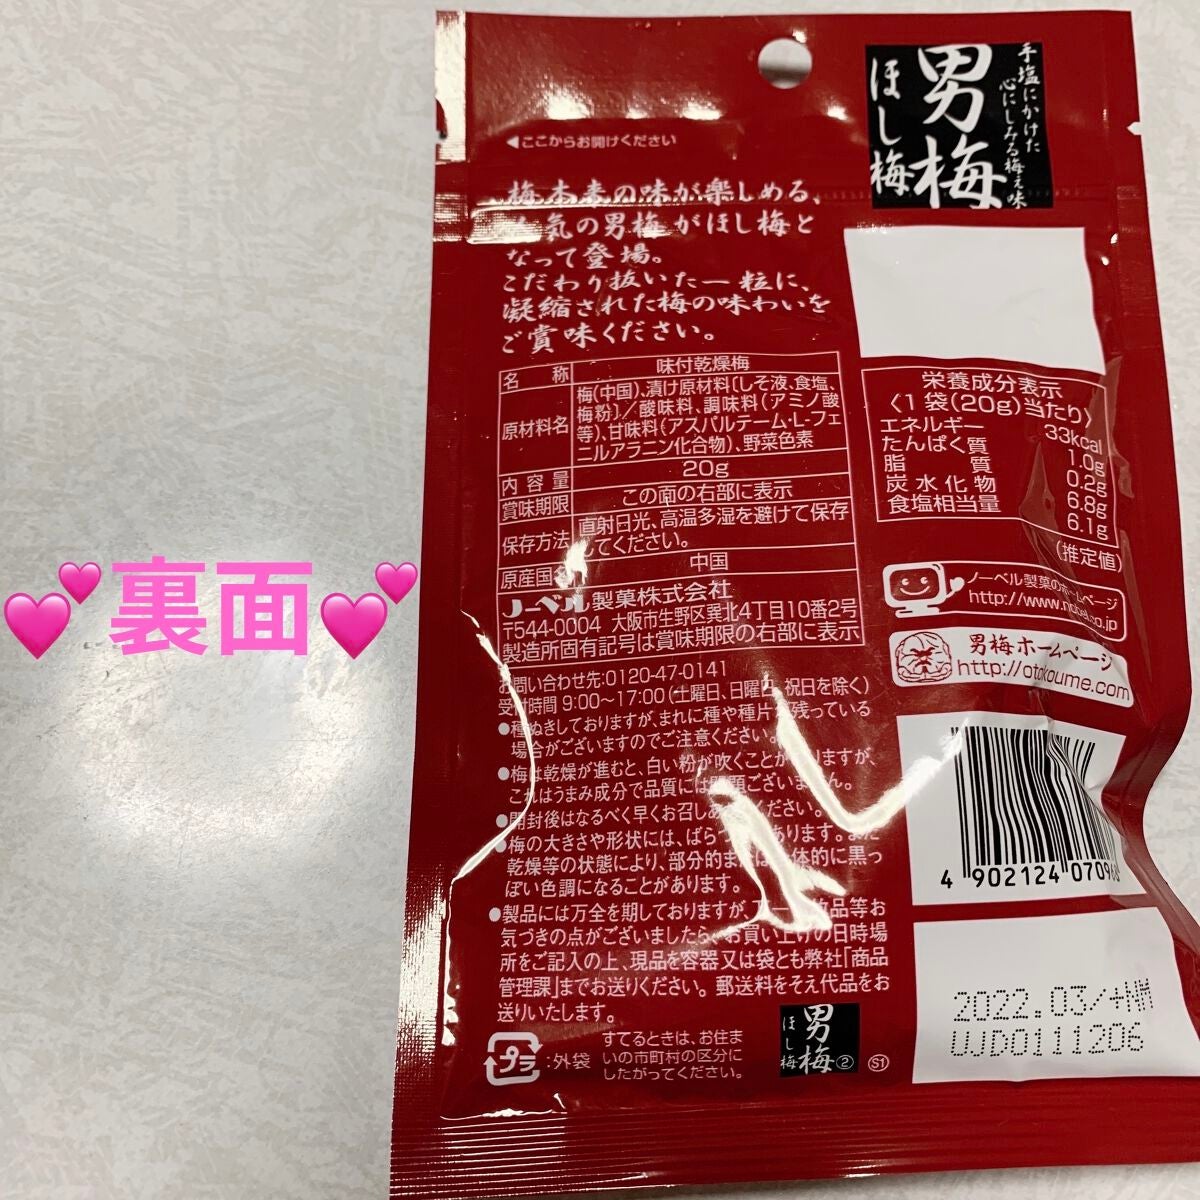 💕裏面💕
手塩にかけた
心にしみる梅え味
男梅
ほし梅
◀ここからお開けください
梅本来の味が楽しめる、
気の男梅がほし梅と
なって登場。
こだわり抜いた一粒に、
凝縮された梅の味わいを
ご賞味ください。
名称 味付乾燥梅
原材料名 梅(中国)、漬け原材料〔しそ液、食塩、
梅粉〕/酸味料、調味料(アミノ酸
等)、甘味料(アスパルテーム・L-フェ
ニルアラニン化合物)、野菜色素
内容量 20g
賞味期限 この面の右部に表示
保存方法 直射日光、高温多湿を避けて保存
してください。
原産国名 中国
ノーベル製菓株式会社
〒544-0004 大阪市生野区巽北4丁目10番2号
製造所固有記号は賞味期限の右部に表示
お問い合わせ先:0120-47-0141
受付時間 9:00〜17:00(土曜日、日曜日、祝日を除く)
●種ぬきしておりますが、まれに種や種片が残っている
場合がございますのでご注意ください。
●梅は乾燥が進むと、白い粉が吹くことがありますが、
これはうまみ成分で品質には問題ございません。
●開封後はなるべく早くお召しあがりください。
●梅の大きさや形状には、ばらつきがあります。また
乾燥等の状態により、部分的または全体的に黒っ
ぽい色調になることがあります。
●製品には万全を期しておりますが、万一不良品等お
気づきの点がございましたら、お買い上げの日時場
所をご記入の上、現品を容器又は袋とも弊社「商品
管理課」までお送りください。郵送料をそえ代品をお
送りいたします。
プラ
:外袋
すてるときは、お住ま
いの市町村の区分に
したがってください。
男梅
ほし梅
② S1
栄養成分表示
〈1袋(20g)当たり〉
エネルギー 33kcal
たんぱく質 1.0g
脂質 0.2g
炭水化物 6.8g
食塩相当量 6.1g
(推定値)
ノーベル製菓のホームページ
http://www.nobel.co.jp
男梅ホームページ
http://otokoume.com
4 902124 07096
2022.03/+NM
UJD0111206